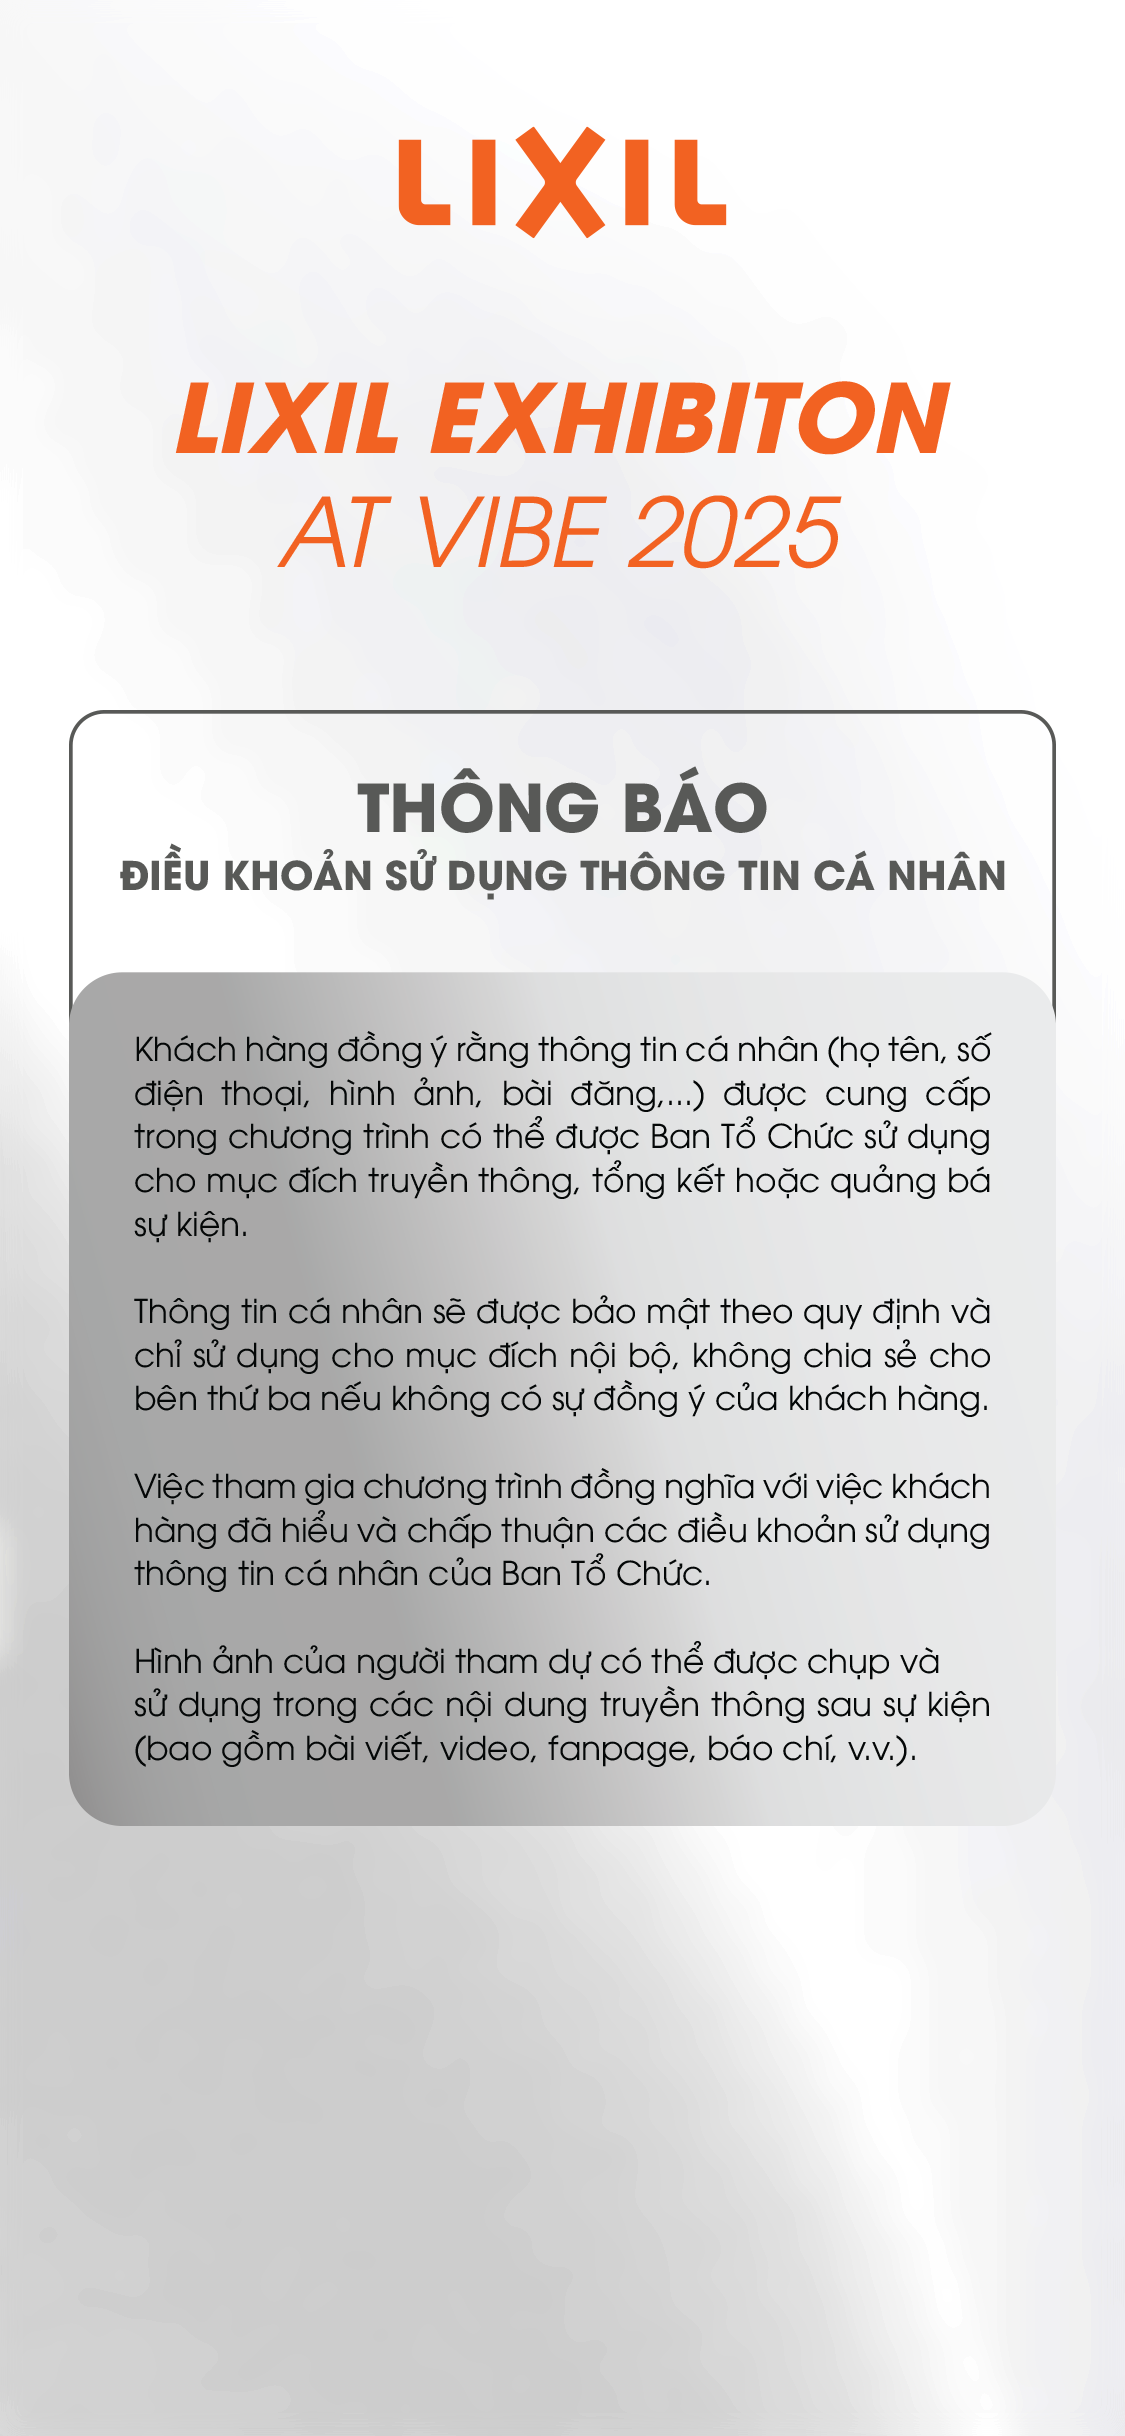 LIXIL
LIXIL EXHIBITON
AT VIBE 2025
THÔNG BÁO
ĐIỀU KHOẢN SỬ DỤNG THÔNG TIN CÁ NHÂN
Khách hàng đồng ý rằng thông tin cá nhân (họ tên, số
điện thoại, hình ảnh, bài đăng,...) được cung cấp
trong chương trình có thể được Ban Tổ Chức sử dụng
cho mục đích truyền thông, tổng kết hoặc quảng bá
sự kiện.
Thông tin cá nhân sẽ được bảo mật theo quy định và
chỉ sử dụng cho mục đích nội bộ, không chia sẻ cho
bên thứ ba nếu không có sự đồng ý của khách hàng.
Việc tham gia chương trình đồng nghĩa với việc khách
hàng đã hiểu và chấp thuận các điều khoản sử dụng
thông tin cá nhân của Ban Tổ Chức.
Hình ảnh của người tham dự có thể được chụp và
sử dụng trong các nội dung truyền thông sau sự kiện
(bao gồm bài viết, video, fanpage, báo chí, v.v.).